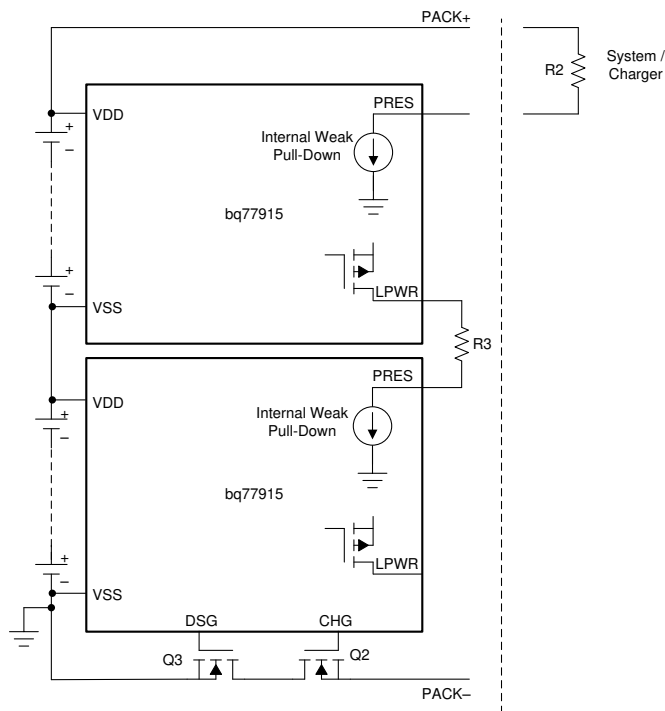 PACK+
R2
System /
Charger
VDD
PRES
+
–
Internal Weak
Pull-Down
bq77915
+
–
VSS
LPWR
R3
PRES
VDD
+
–
Internal Weak
Pull-Down
bq77915
+
–
LPWR
VSS
DSG
CHG
Q3
Q2
PACK–